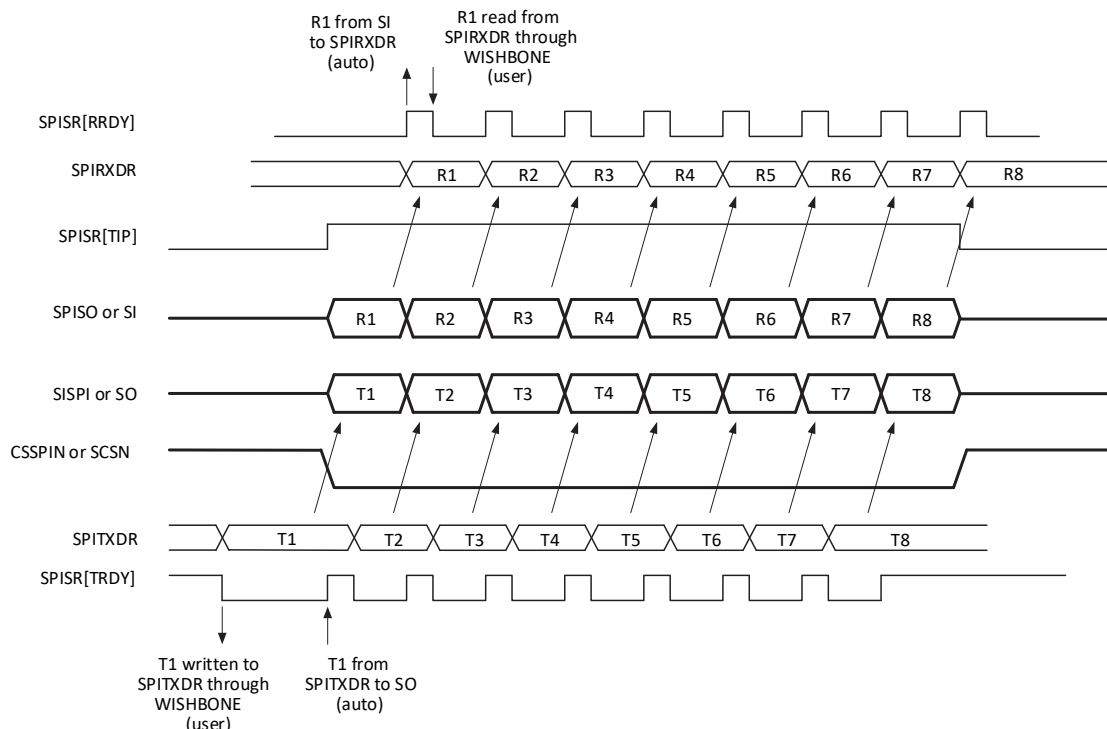 R1 from SI
to SPIRXDR
(auto)
R1 read from
SPIRXDR through
WISHBONE
(user)
SPISR[RRDY]
SPIRXDR
R1 R2 R3 R4 R5 R6 R7 R8
SPISR[TIP]
SPISO or SI
R1 R2 R3 R4 R5 R6 R7 R8
SISPI or SO
T1 T2 T3 T4 T5 T6 T7 T8
CSSPIN or SCSN
SPITXDR
T1 T2 T3 T4 T5 T6 T7 T8
SPISR[TRDY]
T1 written to
SPITXDR through
WISHBONE
(user)
T1 from
SPITXDR to SO
(auto)